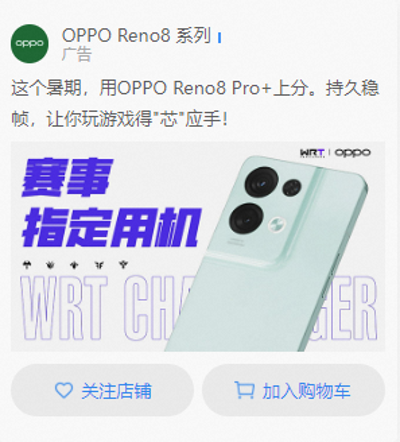 oppo
OPPO Reno8 系列
广告
这个暑期，用OPPO Reno8 Pro+上分。持久稳
帧，让你玩游戏得"芯"应手！
WRT | oppo
赛事
指定用机
关注店铺
加入购物车